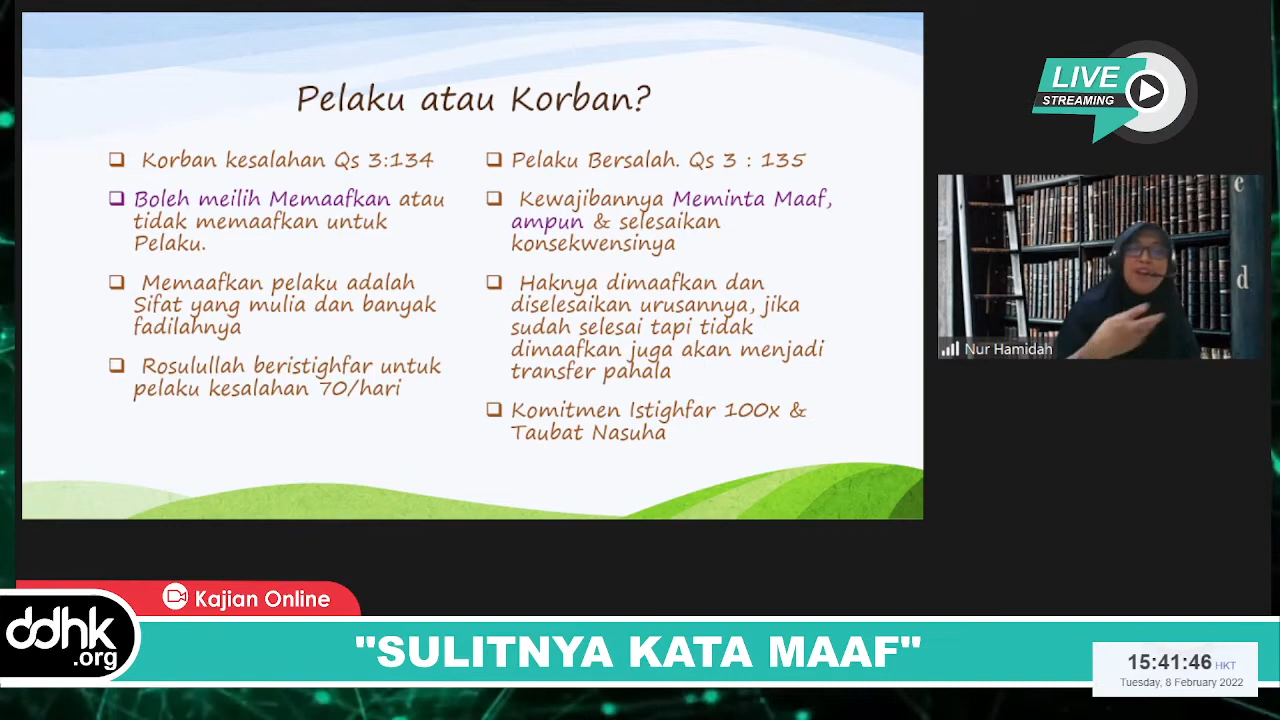 Pelaku atau Korban?
Korban kesalahan Qs 3:134
Boleh meilih Memaafkan atau
tidak memaafkan untuk
Pelaku.
Memaafkan pelaku adalah
Sifat yang mulia dan banyak
fadilahnya
Rosulullah beristighfar untuk
pelaku kesalahan 70/hari
Pelaku Bersalah. Qs 3 : 135
Kewajibannya Meminta Maaf,
ampun & selesaikan
konsekwensinya
Haknya dimaafkan dan
diselesaikan urusannya, jika
sudah selesai tapi tidak
dimaafkan juga akan menjadi
transfer pahala
Komitmen Istighfar 100x &
Taubat Nasuha
LIVE
STREAMING
c
d
Nur Hamidah
Kajian Online
ddhk
.org
"SULITNYA KATA MAAF"
15:41:46 HKT
Tuesday, 8 February 2022